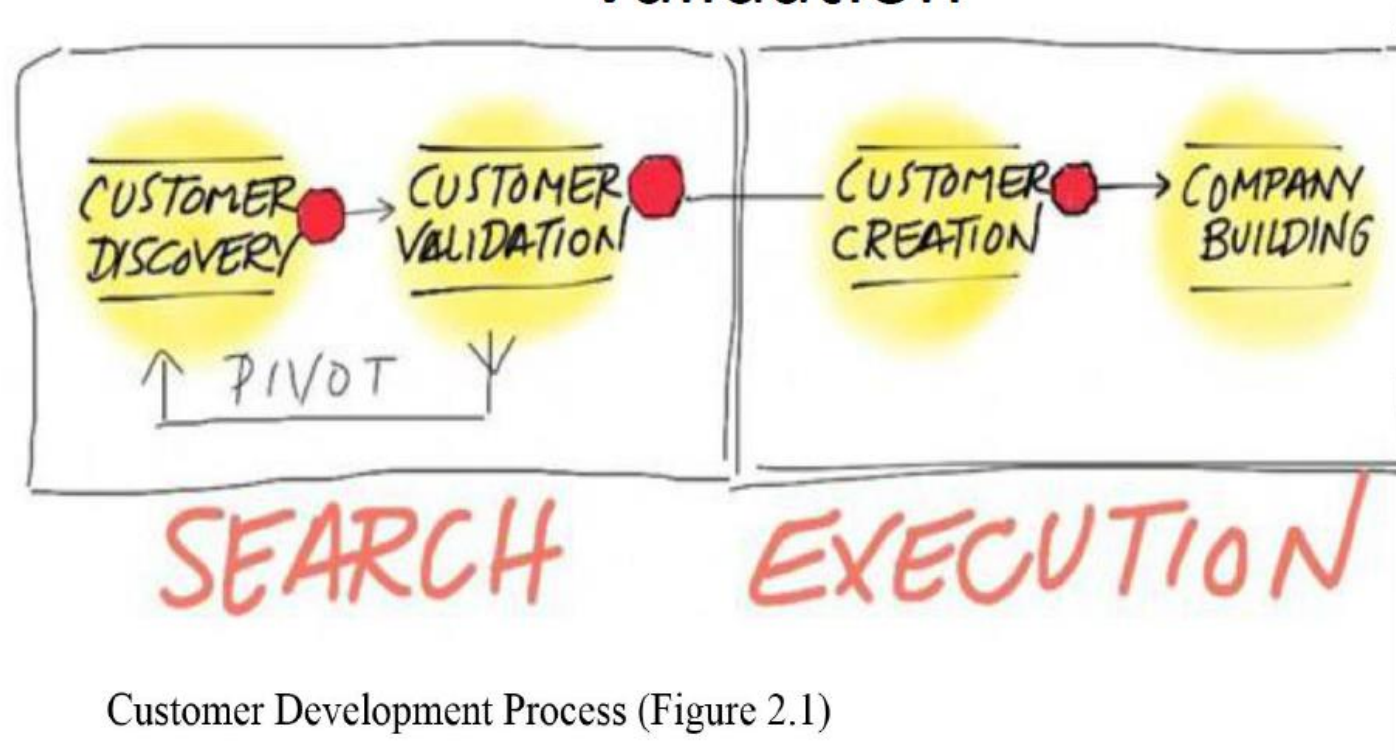 CUSTOMER
DISCOVERY
CUSTOMER
VALIDATION
CUSTOMER
CREATION
COMPANY
BUILDING
PIVOT
SEARCH
EXECUTION
Customer Development Process (Figure 2.1)